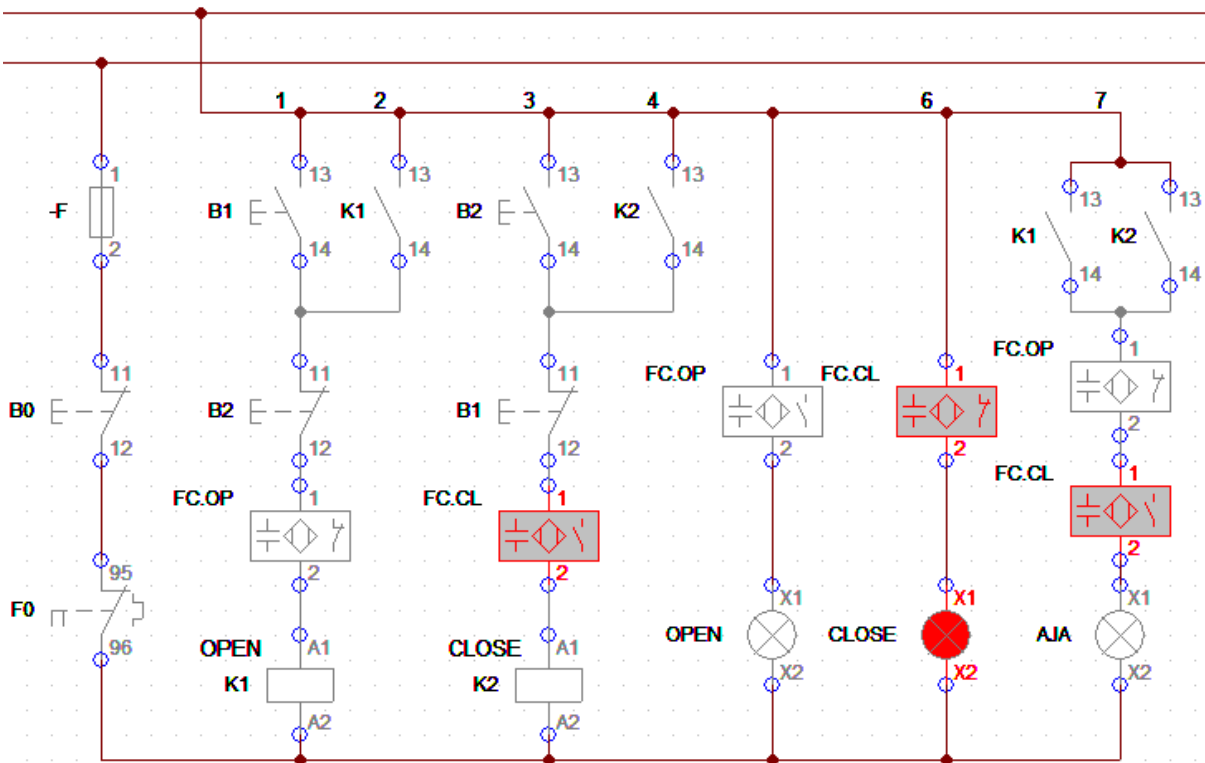 1 2 3 4 6 7
1 13 13 13 13 13 13
-F B1 K1 B2 K2 K1 K2
2 14 14 14 14 14 14
FC.OP 1 FC.CL 1 FC.OP 1
11 11 11
B0 B2 B1
12 12 12 2 2 2
FC.OP 1 FC.CL 1 FC.CL 1
2 2 2
95 X1 X1 X1
F0 OPEN CLOSE AJA
96 X2 X2 X2
OPEN A1 CLOSE A1
K1 K2
A2 A2